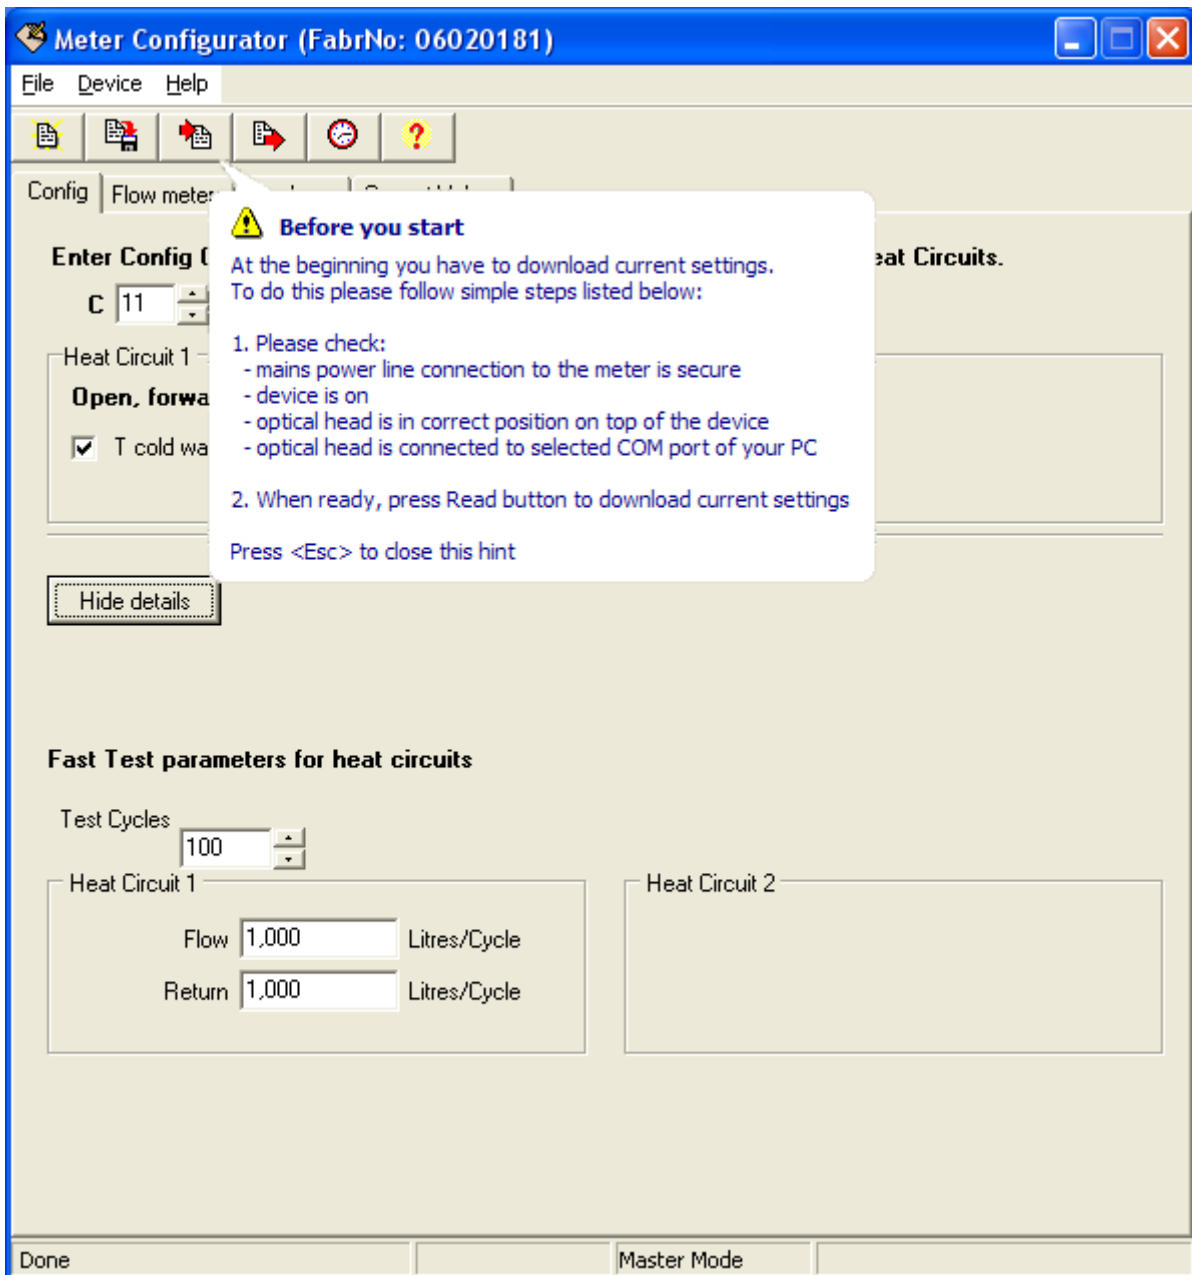 Meter Configurator (FabrNo: 06020181)
File Device Help
Config Flow meter
Before you start
At the beginning you have to download current settings.
To do this please follow simple steps listed below:
1. Please check:
- mains power line connection to the meter is secure
- device is on
- optical head is in correct position on top of the device
- optical head is connected to selected COM port of your PC
2. When ready, press Read button to download current settings
Press <Esc> to close this hint
Enter Config eat Circuits.
C 11
Heat Circuit 1
Open, forwa
T cold wa
Hide details
Fast Test parameters for heat circuits
Test Cycles
100
Heat Circuit 1
Flow 1,000 Litres/Cycle
Return 1,000 Litres/Cycle
Heat Circuit 2
Done Master Mode